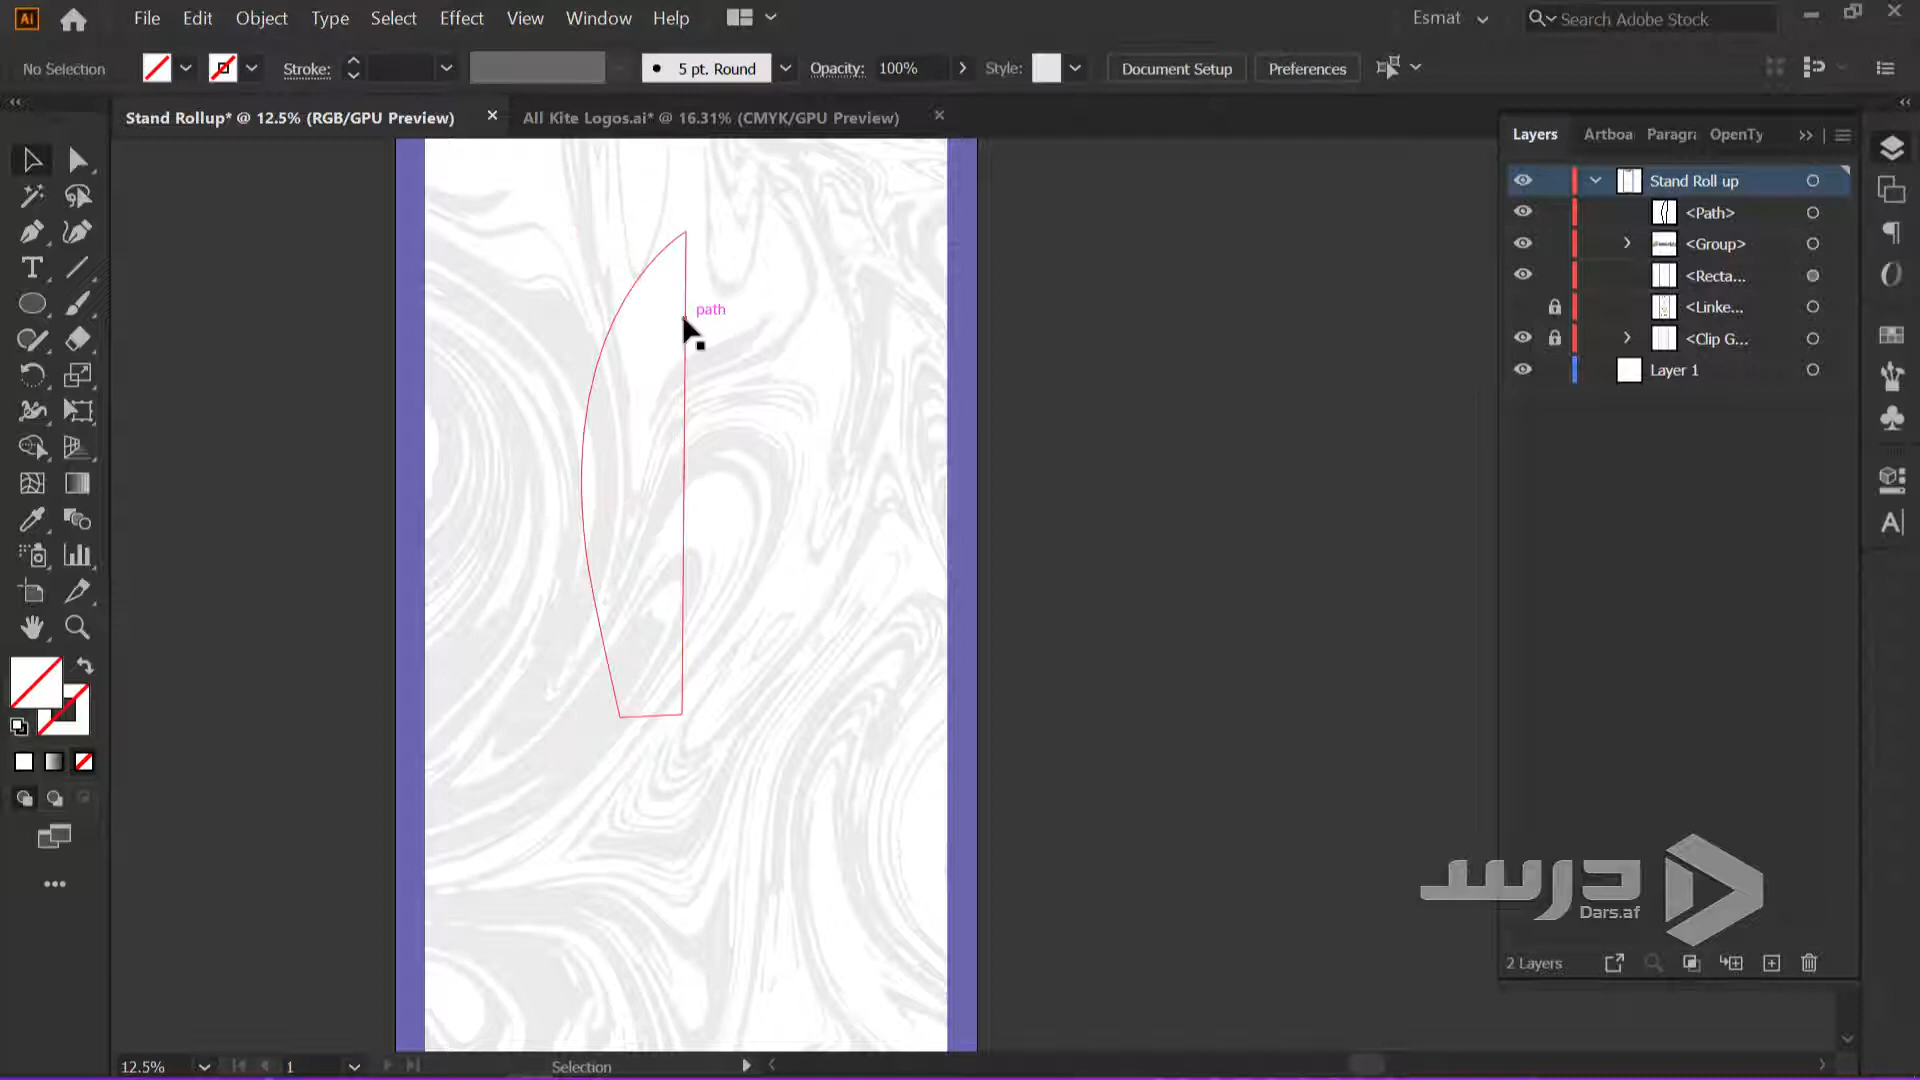 Ai File Edit Object Type Select Effect View Window Help Esmat Search Adobe Stock
No Selection Stroke: 5 pt. Round Opacity: 100% Style: Document Setup Preferences
Stand Rollup* @ 12.5% (RGB/GPU Preview) × All Kite Logos.ai* @ 16.31% (CMYK/GPU Preview) ×
Layers Artboa Paragra OpenTy
Stand Roll up
<Path>
<Group>
<Recta...
<Linke...
<Clip G...
Layer 1
path
درس
Dars.af
2 Layers
12.5% 1 Selection